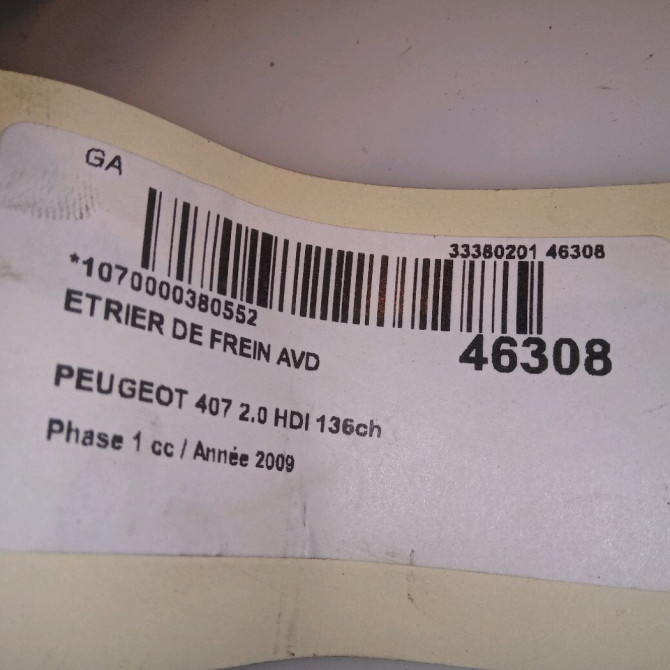 GA
33380201 46308
*1070000380552
46308
ETRIER DE FREIN AVD
PEUGEOT 407 2.0 HDI 136ch
Phase 1 cc / Année 2009